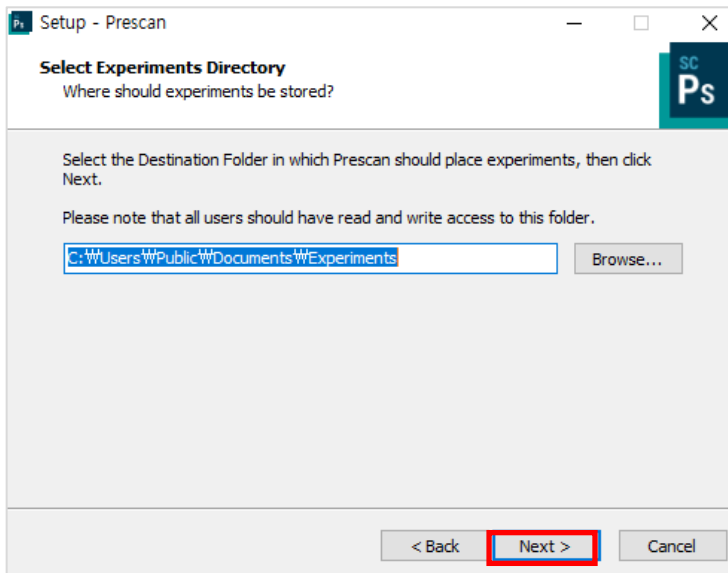 Ps Setup - Prescan
Select Experiments Directory
Where should experiments be stored?
SC
Ps
Select the Destination Folder in which Prescan should place experiments, then click
Next.
Please note that all users should have read and write access to this folder.
C:₩Users₩Public₩Documents₩Experiments
Browse...
< Back Next > Cancel